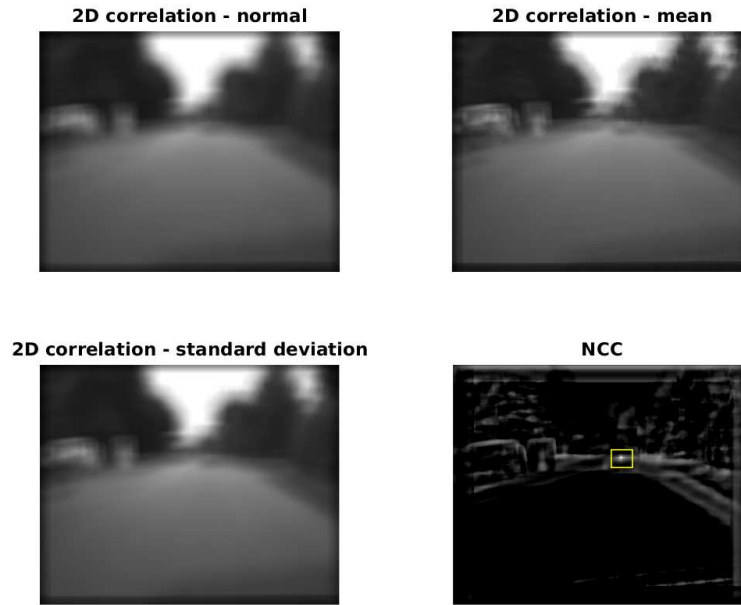 2D correlation - normal
2D correlation - mean
2D correlation - standard deviation
NCC